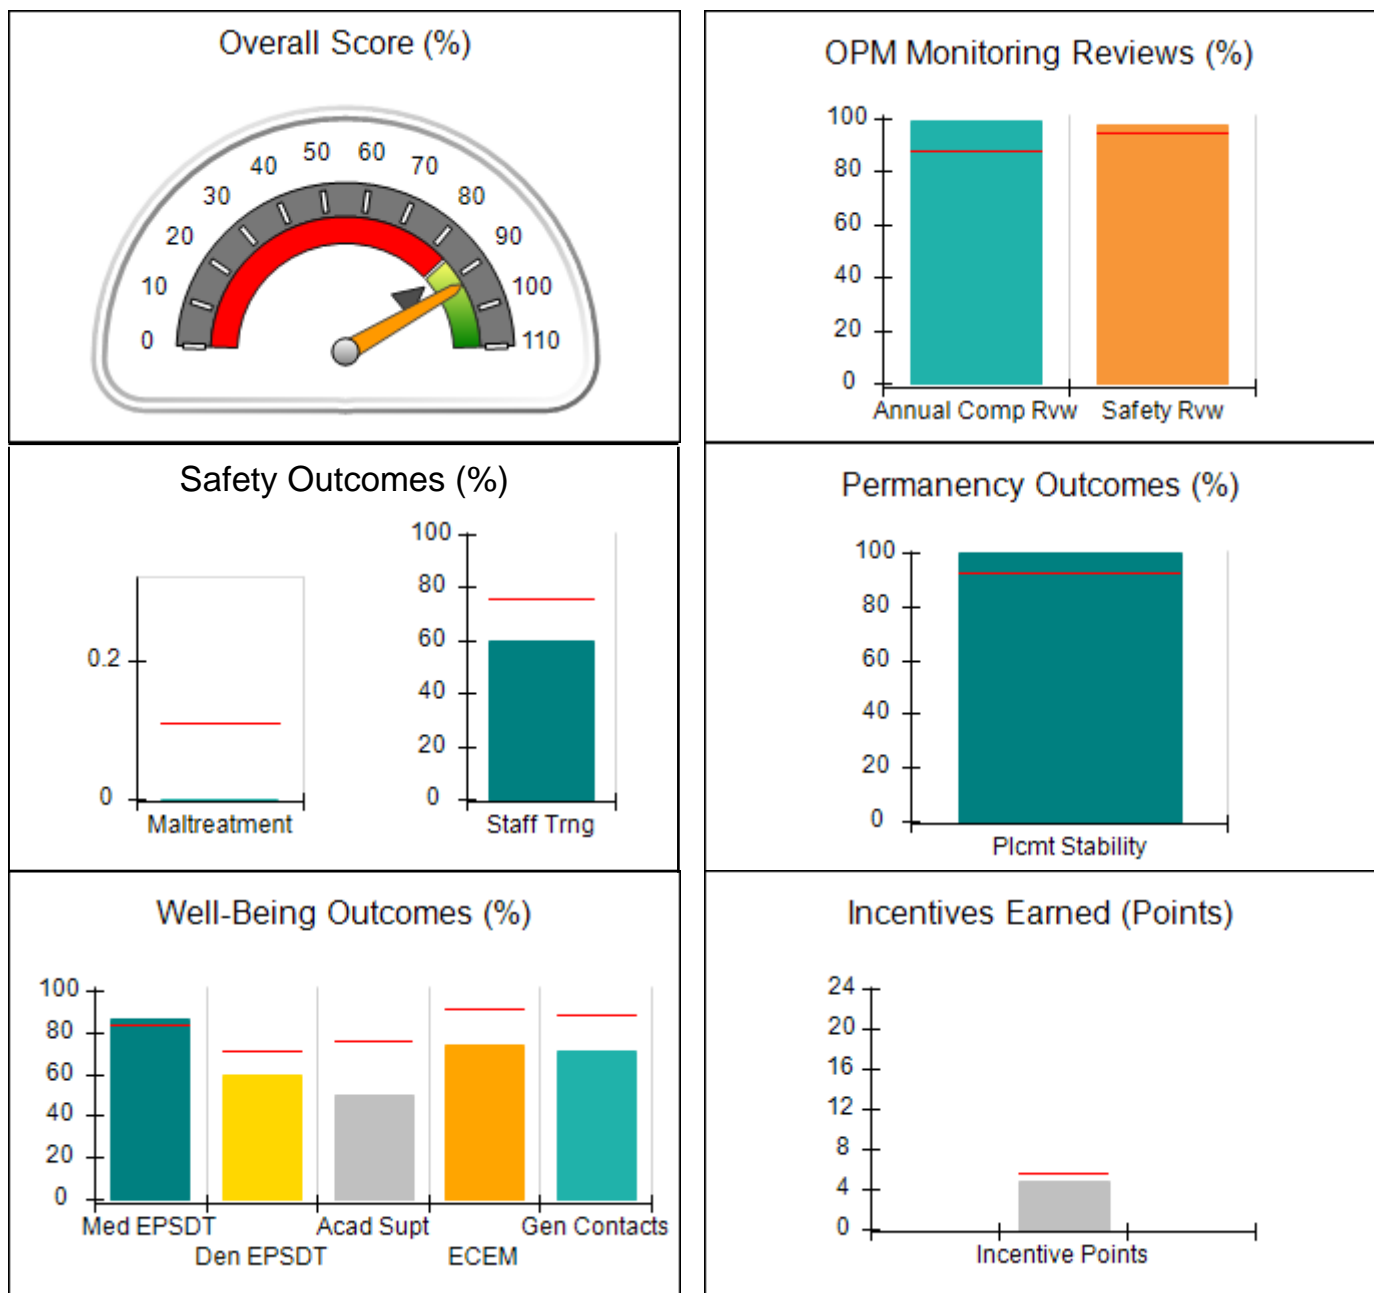 Overall Score (%)
0 10 20 30 40 50 60 70 80 90 100 110
OPM Monitoring Reviews (%)
100
80
60
40
20
0
Annual Comp Rvw Safety Rvw
Safety Outcomes (%)
0.2
0
Maltreatment
100
80
60
40
20
0
Staff Trng
Permanency Outcomes (%)
100
80
60
40
20
0
Plcmt Stability
Well-Being Outcomes (%)
100
80
60
40
20
0
Med EPSDT Acad Supt Gen Contacts
Den EPSDT ECEM
Incentives Earned (Points)
24
20
16
12
8
4
0
Incentive Points